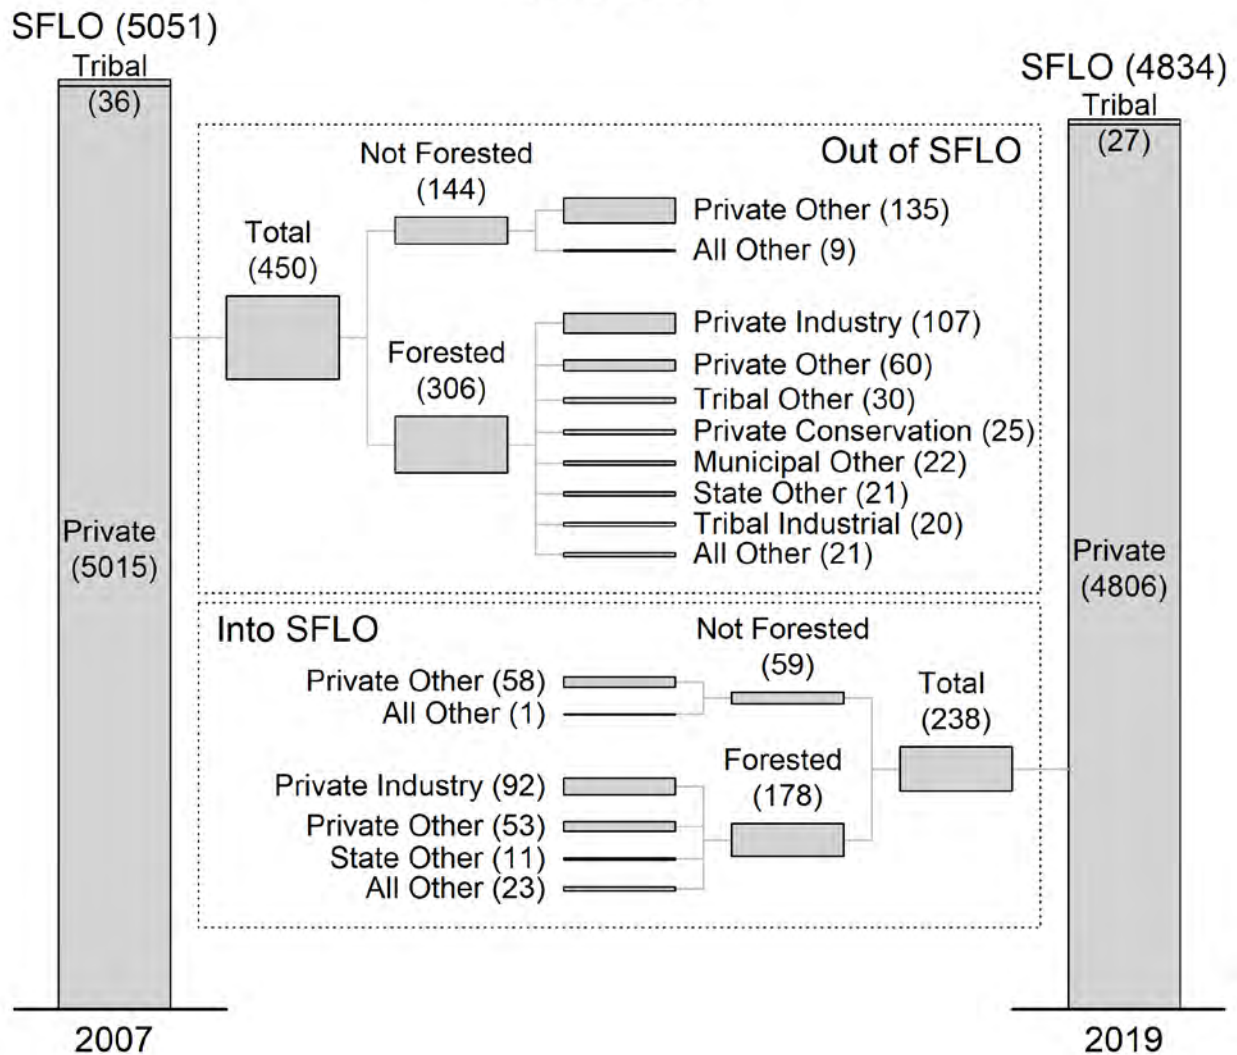 SFLO (5051)
Tribal
(36)
Private
(5015)
2007
Out of SFLO
Total
(450)
Not Forested
(144)
Private Other (135)
All Other (9)
Forested
(306)
Private Industry (107)
Private Other (60)
Tribal Other (30)
Private Conservation (25)
Municipal Other (22)
State Other (21)
Tribal Industrial (20)
All Other (21)
Into SFLO
Private Other (58)
All Other (1)
Not Forested
(59)
Private Industry (92)
Private Other (53)
State Other (11)
All Other (23)
Forested
(178)
Total
(238)
SFLO (4834)
Tribal
(27)
Private
(4806)
2019